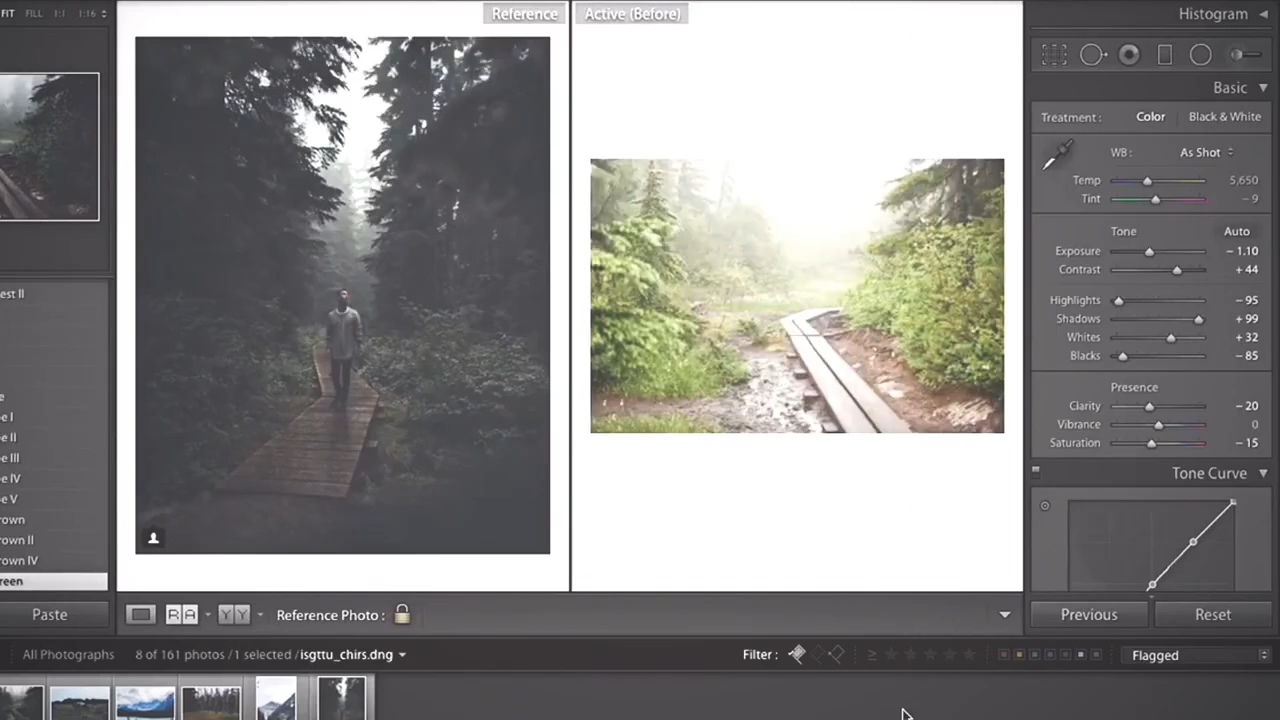 FIT FILL 1:1 1:16
Reference
Active (Before)
Histogram
Basic
Treatment : Color Black & White
WB : As Shot
Temp 5,650
Tint − 9
Tone Auto
Exposure − 1.10
Contrast + 44
Highlights − 95
Shadows + 99
Whites + 32
Blacks − 85
Presence
Clarity − 20
Vibrance 0
Saturation − 15
Tone Curve
est II
e
e I
e II
e III
e IV
e V
rown
rown II
rown IV
reen
Paste
R A Y Y Reference Photo :
Previous Reset
All Photographs 8 of 161 photos / 1 selected / isgttu_chirs.dng
Filter : ≥ Flagged